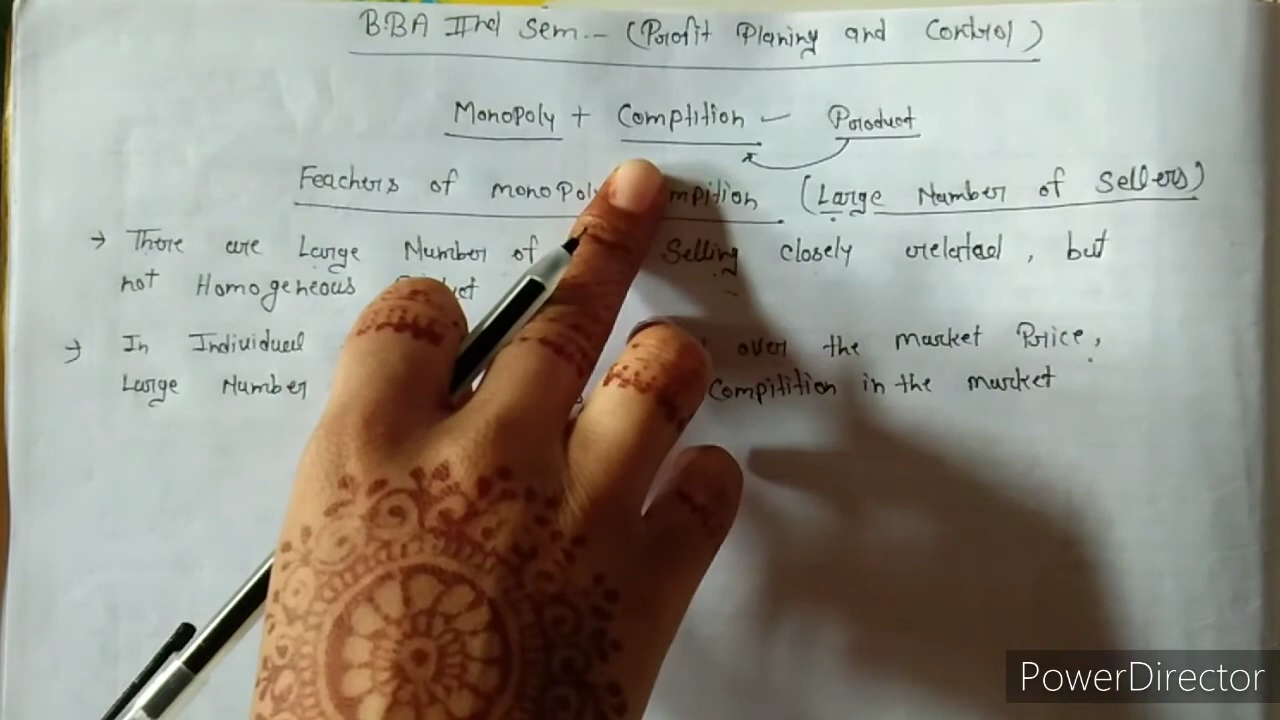 B.B.A IInd Sem.- (Profit Planing and Control)
Monopoly + Comptition - Product
Feachers of monopoly mpition (Large Number of Sellers)
→ There are Large Number of Selling closely related, but
not Homogeneous
→ In Individual over the market Price,
Large Number Compitition in the market
PowerDirector